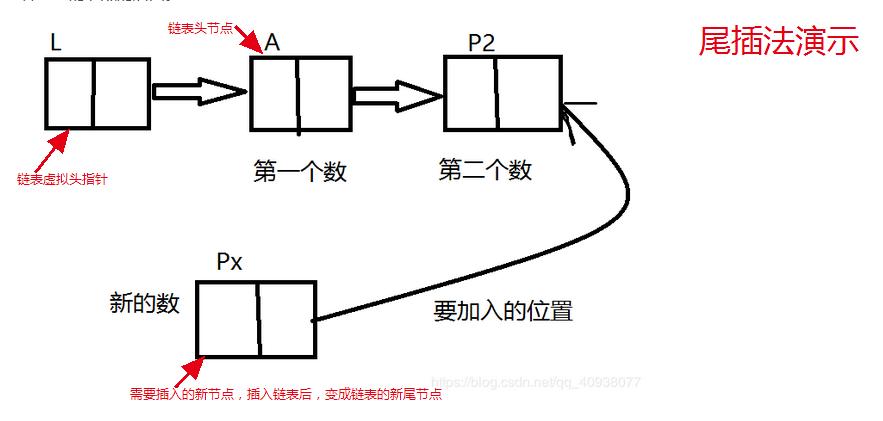 链表头节点
尾插法演示
L
A
P2
链表虚拟头指针
第一个数
第二个数
Px
新的数
要加入的位置
需要插入的新节点，插入链表后，变成链表的新尾节点
https://blog.csdn.net/qq_40938077